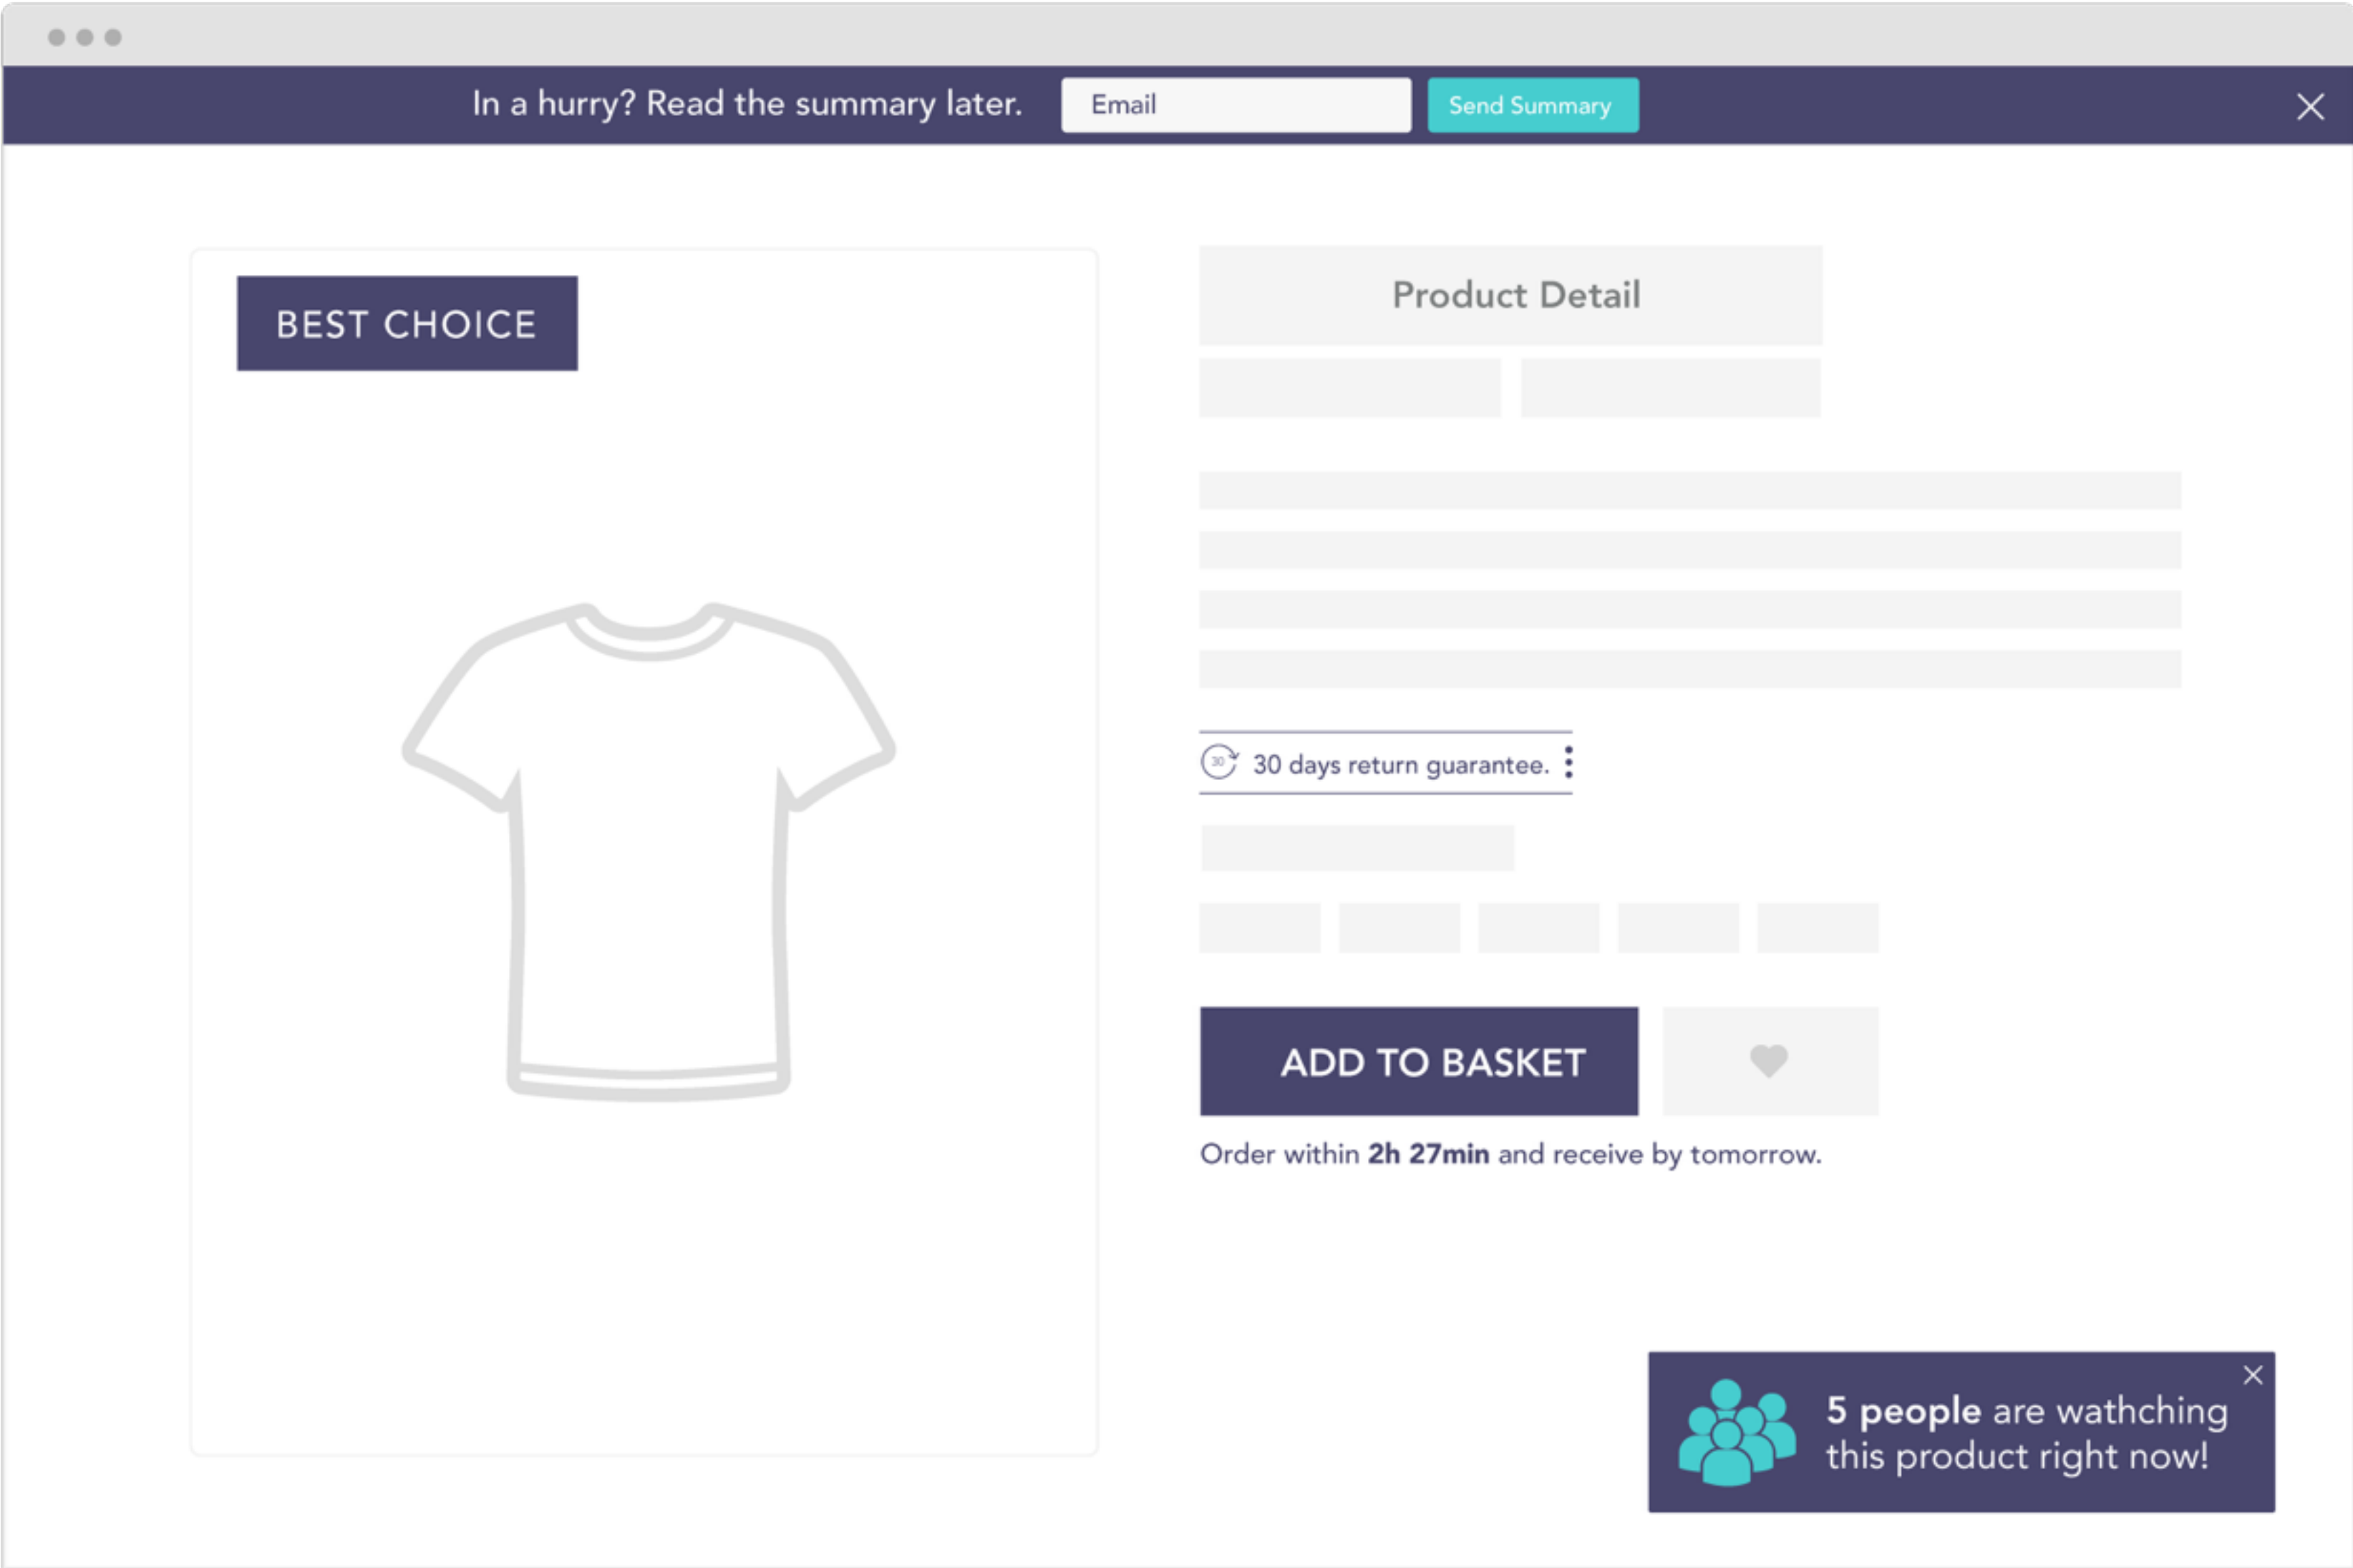 In a hurry? Read the summary later.
Email
Send Summary
BEST CHOICE
Product Detail
30
30 days return guarantee.
ADD TO BASKET
Order within 2h 27min and receive by tomorrow.
5 people are wathching
this product right now!